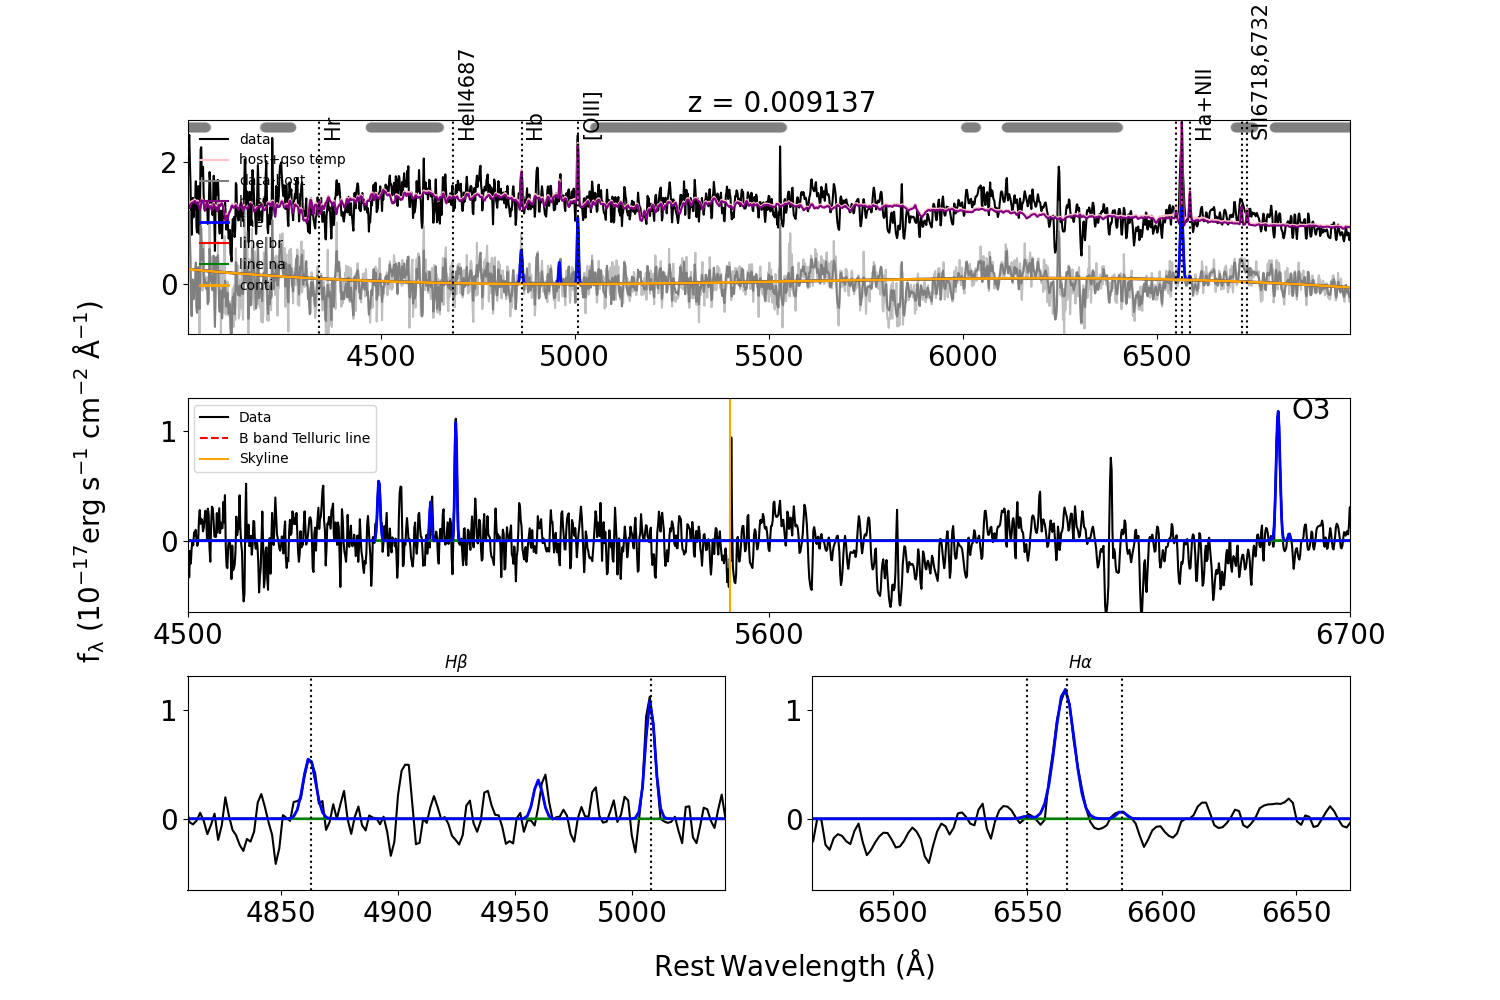 z = 0.009137
Hr
HeII4687
Hb
[OIII]
Ha+NII
SII6718,6732
data
host+qso temp
data-host
line
line br
line na
conti
2
0
4500 5000 5500 6000 6500
fλ (10⁻¹⁷erg s⁻¹ cm⁻² Å⁻¹)
Data
B band Telluric line
Skyline
O3
1
0
4500 5600 6700
Hβ
1
0
4850 4900 4950 5000
Hα
1
0
6500 6550 6600 6650
Rest Wavelength (Å)